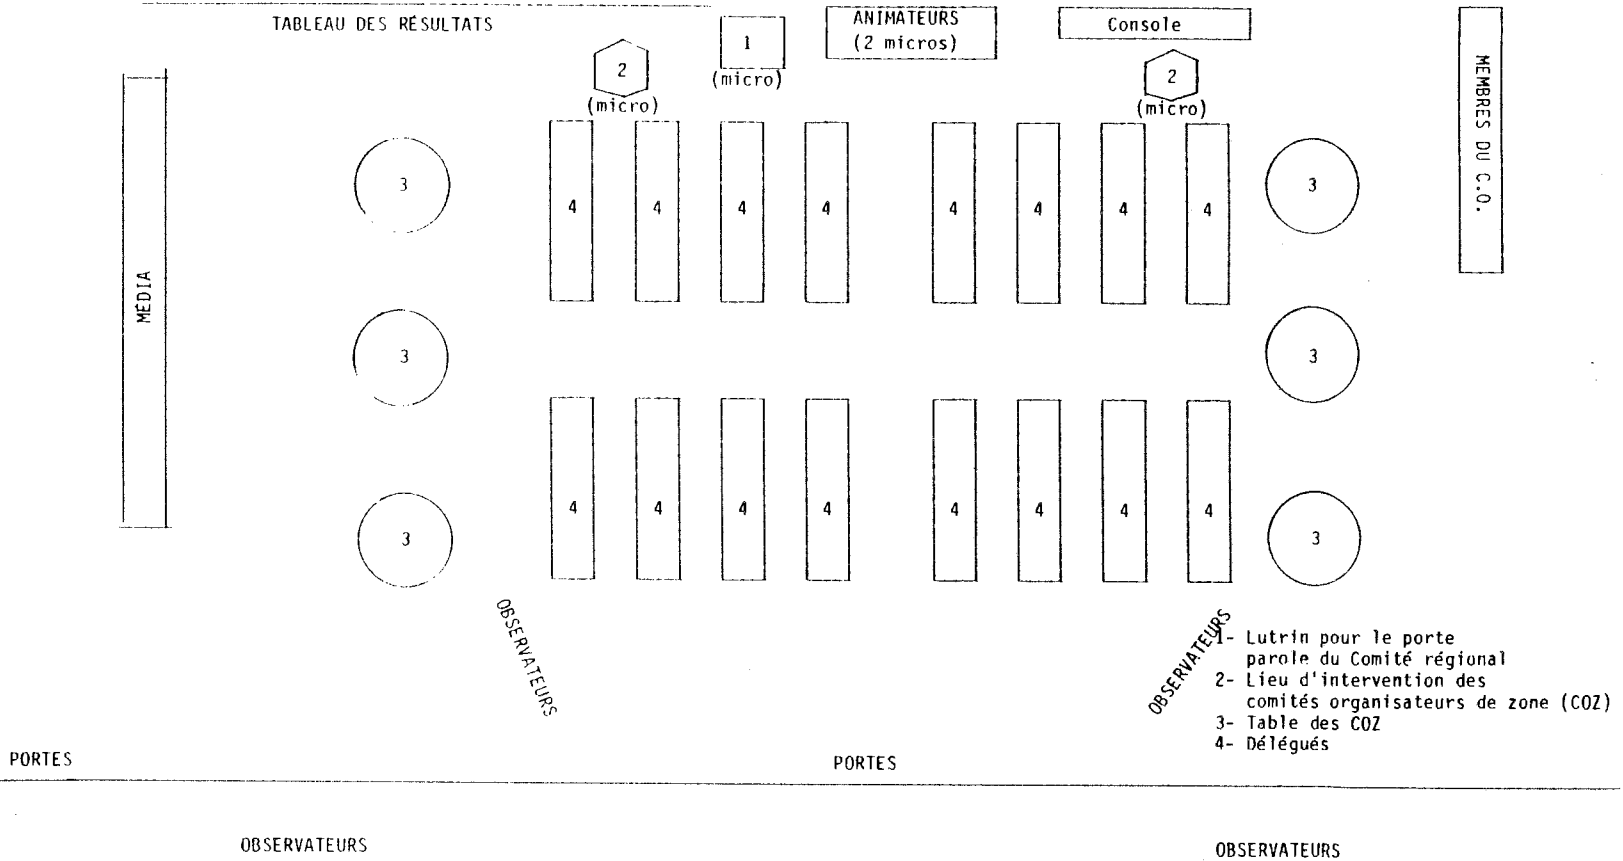 TABLEAU DES RÉSULTATS
1
(micro)
ANIMATEURS
(2 micros)
Console
2
(micro)
2
(micro)
MEMBRES DU C.O.
MÉDIA
3
4
4
4
4
4
4
4
4
3
3
3
4
4
4
4
4
4
4
4
3
3
OBSERVATEURS
OBSERVATEURS
1- Lutrin pour le porte
parole du Comité régional
2- Lieu d'intervention des
comités organisateurs de zone (COZ)
3- Table des COZ
4- Délégués
PORTES
PORTES
OBSERVATEURS
OBSERVATEURS